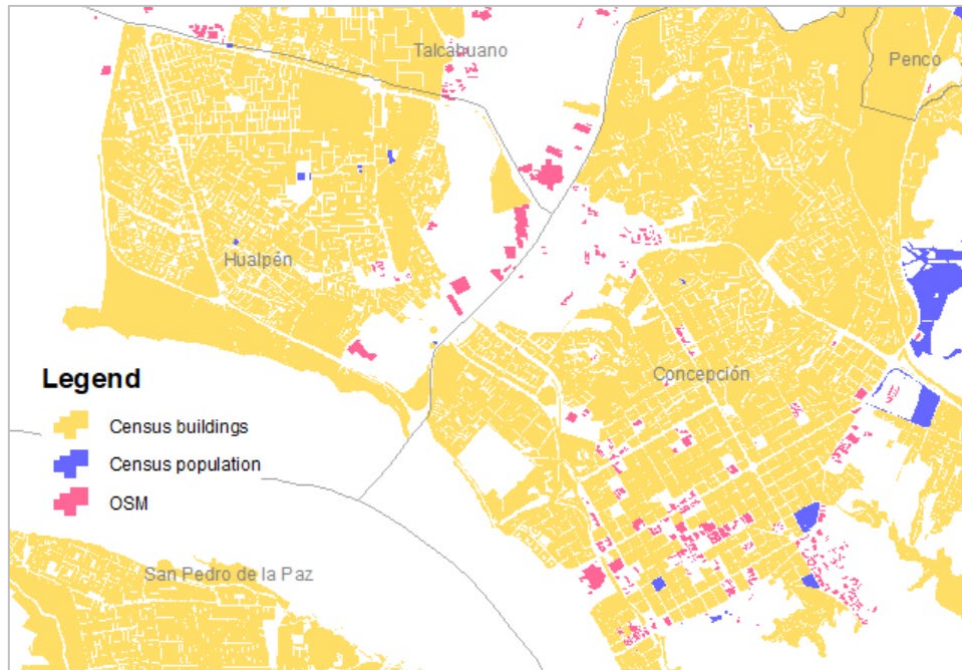 Talcahuano
Penco
Hualpén
Concepción
Legend
Census buildings
Census population
OSM
San Pedro de la Paz